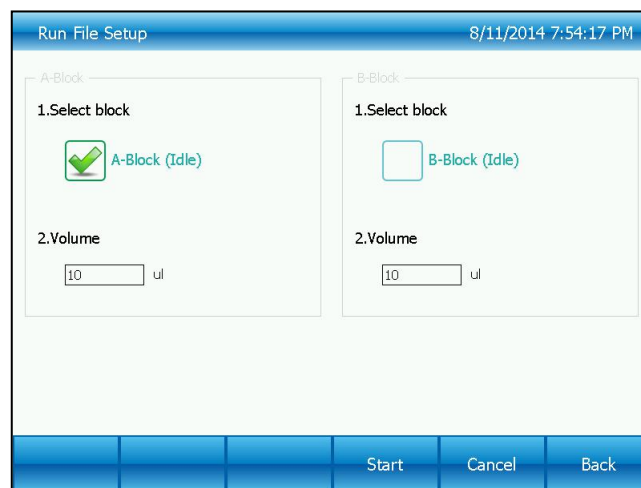 Run File Setup 8/11/2014 7:54:17 PM
A-Block
1.Select block
A-Block (Idle)
2.Volume
10 ul
B-Block
1.Select block
B-Block (Idle)
2.Volume
10 ul
Start Cancel Back